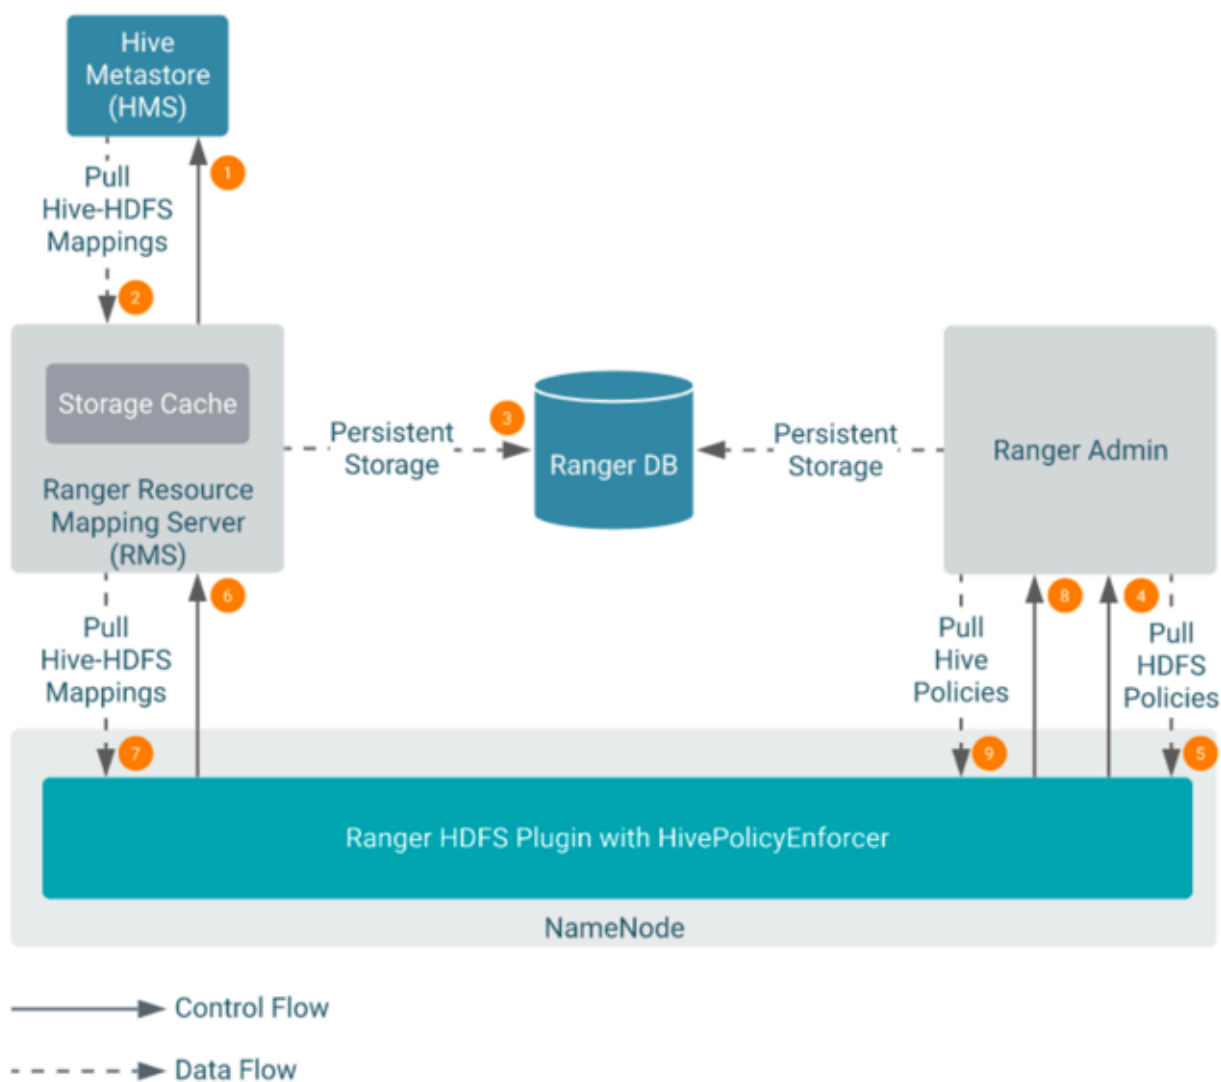 Hive
Metastore
(HMS)
1
Pull
Hive-HDFS
Mappings
2
Storage Cache
Ranger Resource
Mapping Server
(RMS)
3
Persistent
Storage
Ranger DB
Persistent
Storage
Ranger Admin
6
8
4
Pull
Hive-HDFS
Mappings
Pull
Hive
Policies
Pull
HDFS
Policies
7
9
5
Ranger HDFS Plugin with HivePolicyEnforcer
NameNode
Control Flow
Data Flow